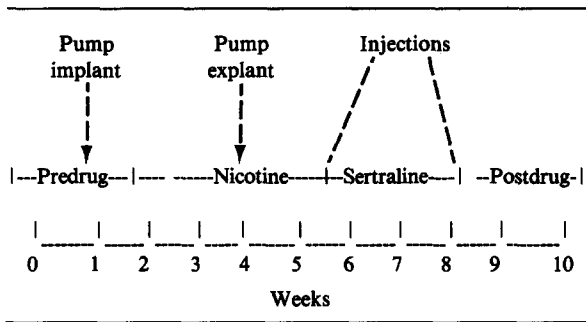 Pump Pump Injections
implant explant
|---Predrug---| ---- ------Nicotine------|--Sertraline----| --Postdrug-|
0 1 2 3 4 5 6 7 8 9 10
Weeks